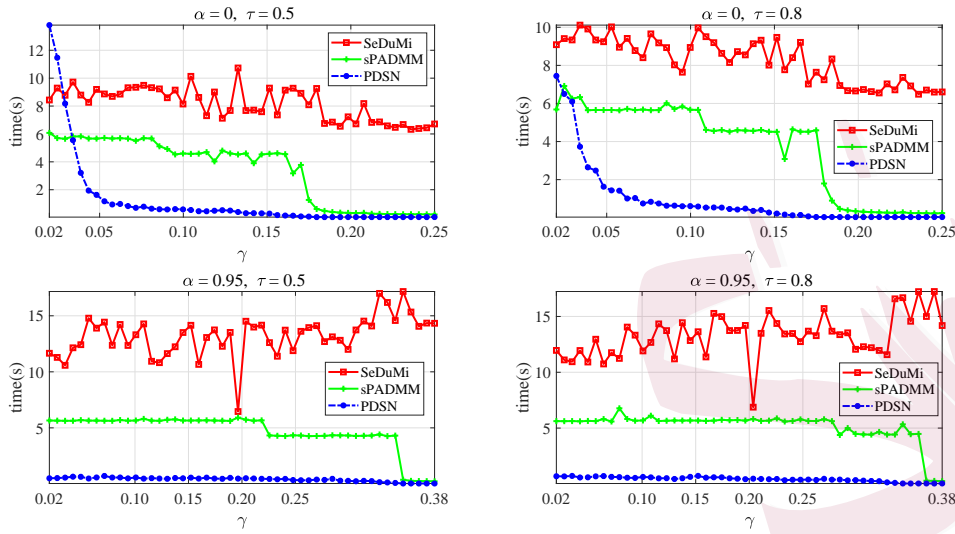 α = 0, τ = 0.5
time(s)
12
10
8
6
4
2
SeDuMi
sPADMM
PDSN
0.02 0.05 0.10 0.15 0.20 0.25
γ
α = 0, τ = 0.8
time(s)
10
8
6
4
2
SeDuMi
sPADMM
PDSN
0.02 0.05 0.10 0.15 0.20 0.25
γ
α = 0.95, τ = 0.5
time(s)
15
10
5
SeDuMi
sPADMM
PDSN
0.02 0.10 0.20 0.25 0.38
γ
α = 0.95, τ = 0.8
time(s)
15
10
5
SeDuMi
sPADMM
PDSN
0.02 0.10 0.20 0.25 0.38
γ